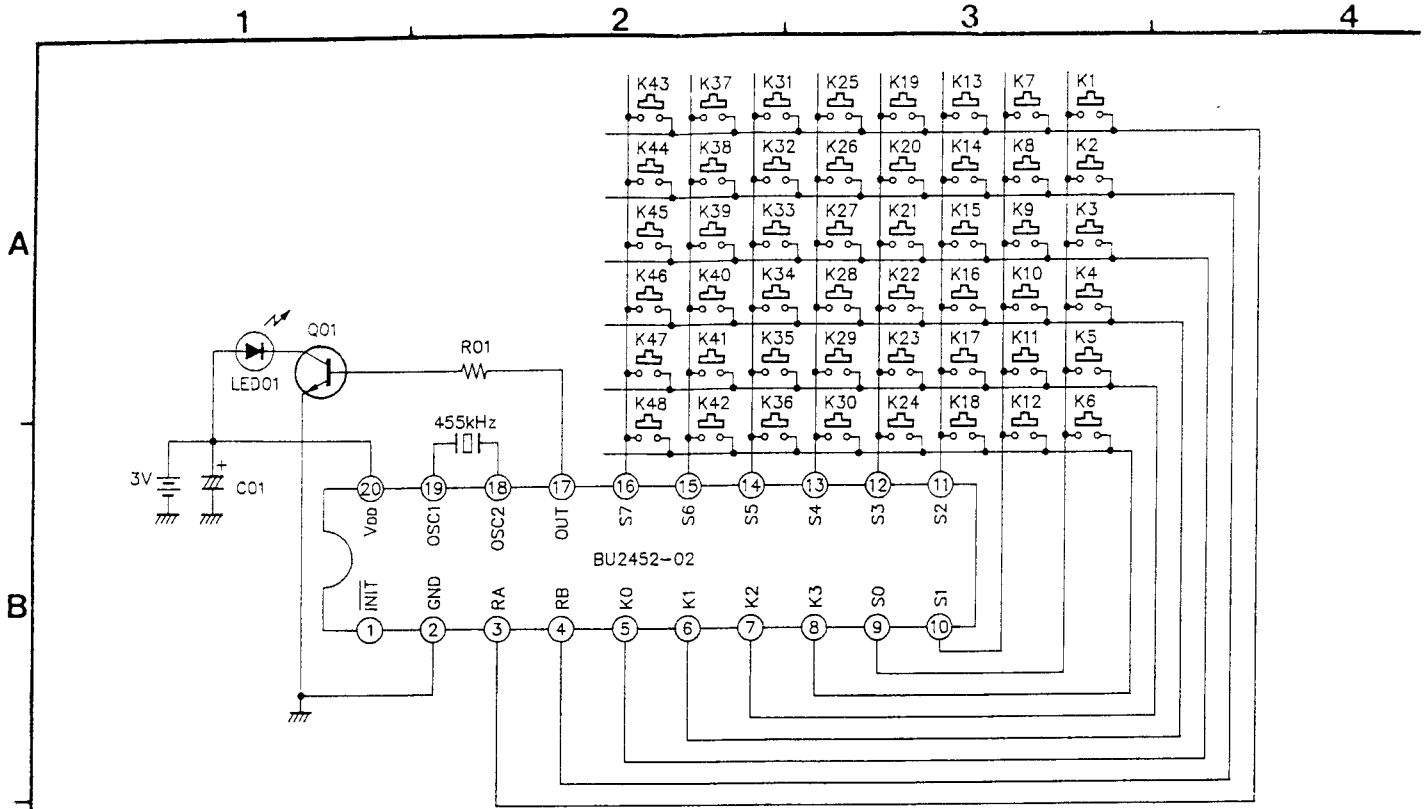 1 2 3 4
A
B
K43 K37 K31 K25 K19 K13 K7 K1
K44 K38 K32 K26 K20 K14 K8 K2
K45 K39 K33 K27 K21 K15 K9 K3
K46 K40 K34 K28 K22 K16 K10 K4
K47 K41 K35 K29 K23 K17 K11 K5
K48 K42 K36 K30 K24 K18 K12 K6
Q01
LED01
R01
455kHz
3V
+
C01
20 19 18 17 16 15 14 13 12 11
VDD OSC1 OSC2 OUT S7 S6 S5 S4 S3 S2
BU2452-02
INIT GND RA RB K0 K1 K2 K3 S0 S1
1 2 3 4 5 6 7 8 9 10